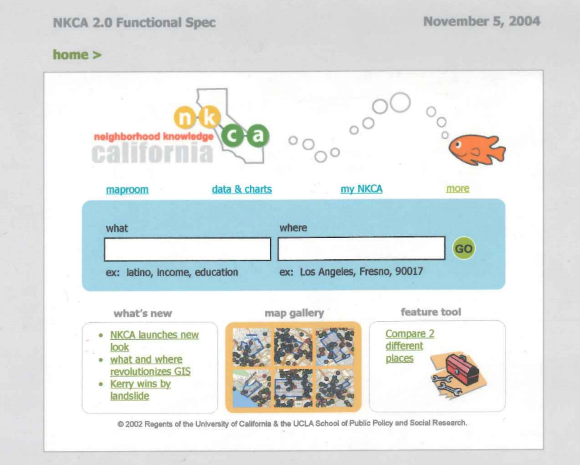 NKCA 2.0 Functional Spec November 5, 2004
home >
n k
neighborhood knowledge c a
california
maproom data & charts my NKCA more
what where
GO
ex: latino, income, education ex: Los Angeles, Fresno, 90017
what's new map gallery feature tool
• NKCA launches new
look
• what and where
revolutionizes GIS
• Kerry wins by
landslide
Compare 2
different
places
© 2002 Regents of the University of California & the UCLA School of Public Policy and Social Research.